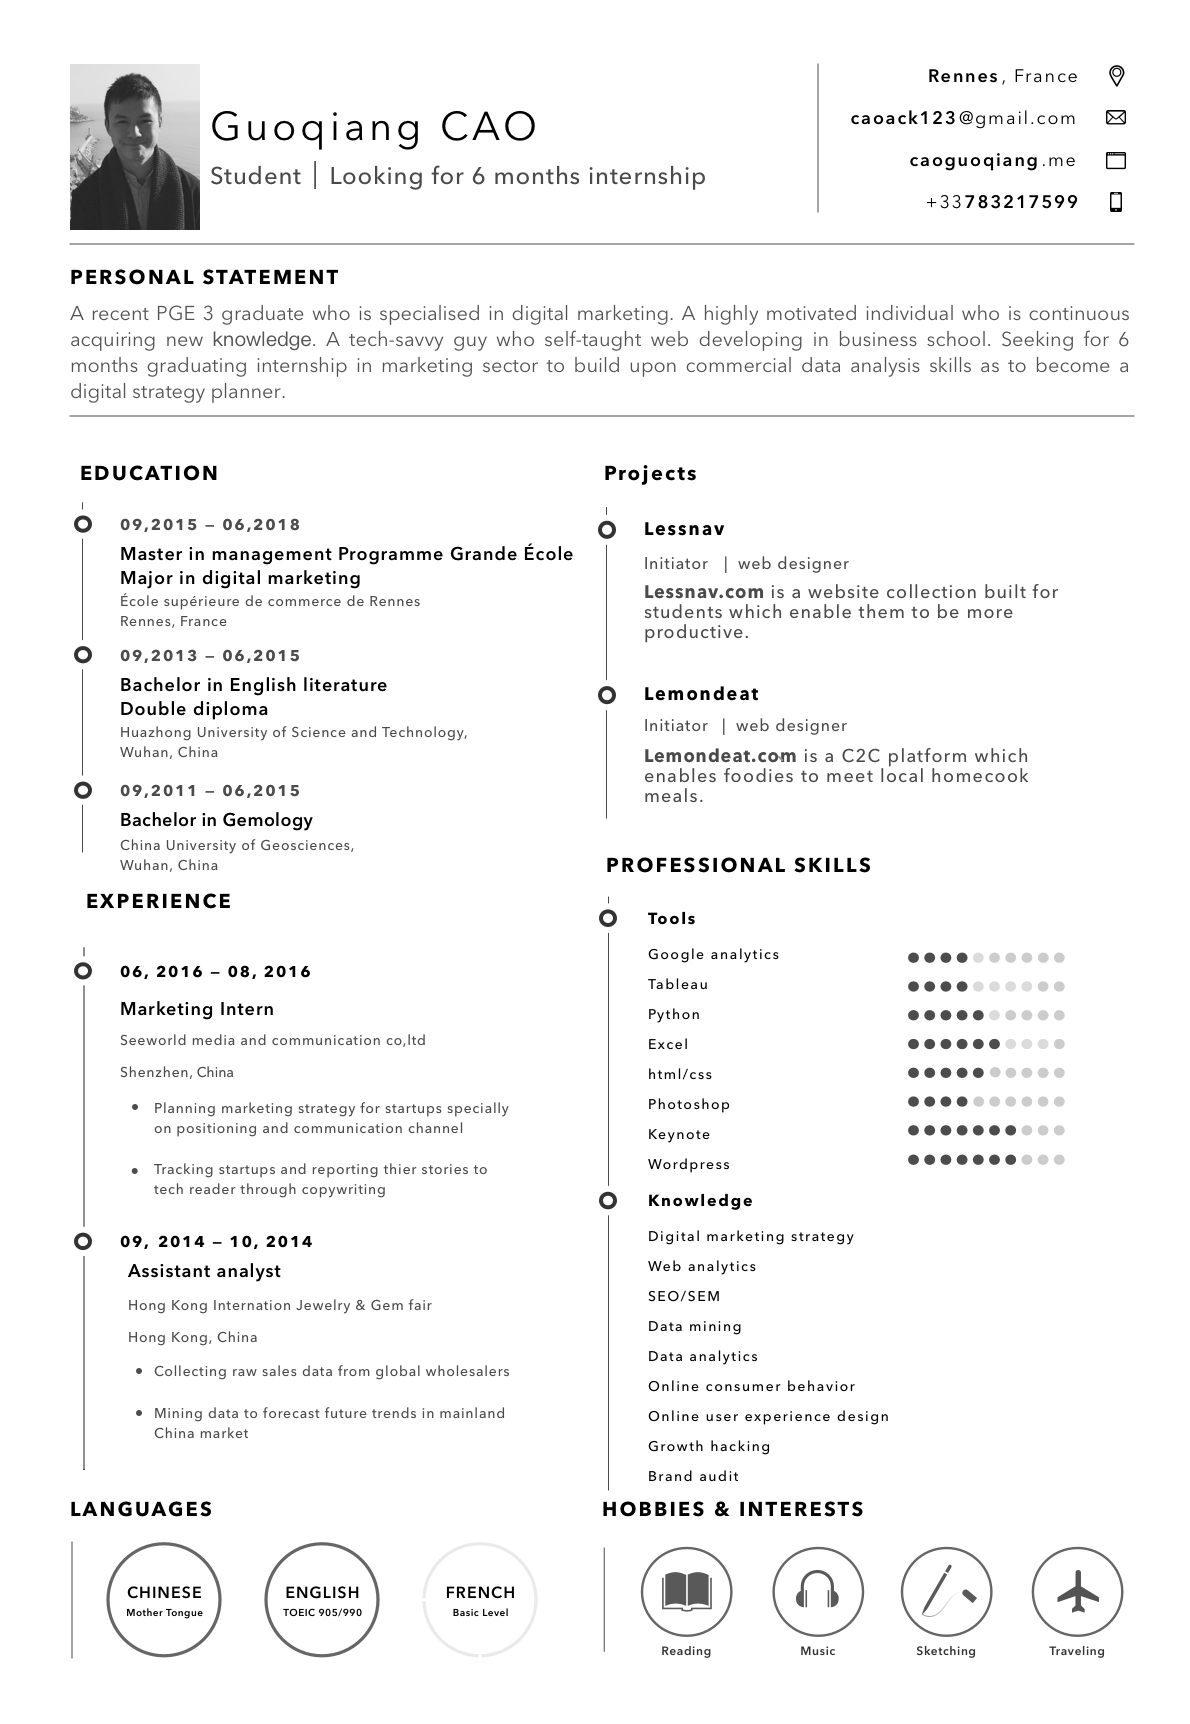 Guoqiang CAO
Student | Looking for 6 months internship
Rennes, France
caoack123@gmail.com
caoguoqiang.me
+33783217599
PERSONAL STATEMENT
A recent PGE 3 graduate who is specialised in digital marketing. A highly motivated individual who is continuous
acquiring new knowledge. A tech-savvy guy who self-taught web developing in business school. Seeking for 6
months graduating internship in marketing sector to build upon commercial data analysis skills as to become a
digital strategy planner.
EDUCATION
09,2015 – 06,2018
Master in management Programme Grande École
Major in digital marketing
École supérieure de commerce de Rennes
Rennes, France
09,2013 – 06,2015
Bachelor in English literature
Double diploma
Huazhong University of Science and Technology,
Wuhan, China
09,2011 – 06,2015
Bachelor in Gemology
China University of Geosciences,
Wuhan, China
EXPERIENCE
06, 2016 – 08, 2016
Marketing Intern
Seeworld media and communication co,ltd
Shenzhen, China
• Planning marketing strategy for startups specially
on positioning and communication channel
• Tracking startups and reporting thier stories to
tech reader through copywriting
09, 2014 – 10, 2014
Assistant analyst
Hong Kong Internation Jewelry & Gem fair
Hong Kong, China
• Collecting raw sales data from global wholesalers
• Mining data to forecast future trends in mainland
China market
LANGUAGES
CHINESE
Mother Tongue
ENGLISH
TOEIC 905/990
FRENCH
Basic Level
Projects
Lessnav
Initiator | web designer
Lessnav.com is a website collection built for
students which enable them to be more
productive.
Lemondeat
Initiator | web designer
Lemondeat.com is a C2C platform which
enables foodies to meet local homecook
meals.
PROFESSIONAL SKILLS
Tools
Google analytics
Tableau
Python
Excel
html/css
Photoshop
Keynote
Wordpress
Knowledge
Digital marketing strategy
Web analytics
SEO/SEM
Data mining
Data analytics
Online consumer behavior
Online user experience design
Growth hacking
Brand audit
HOBBIES & INTERESTS
Reading
Music
Sketching
Traveling